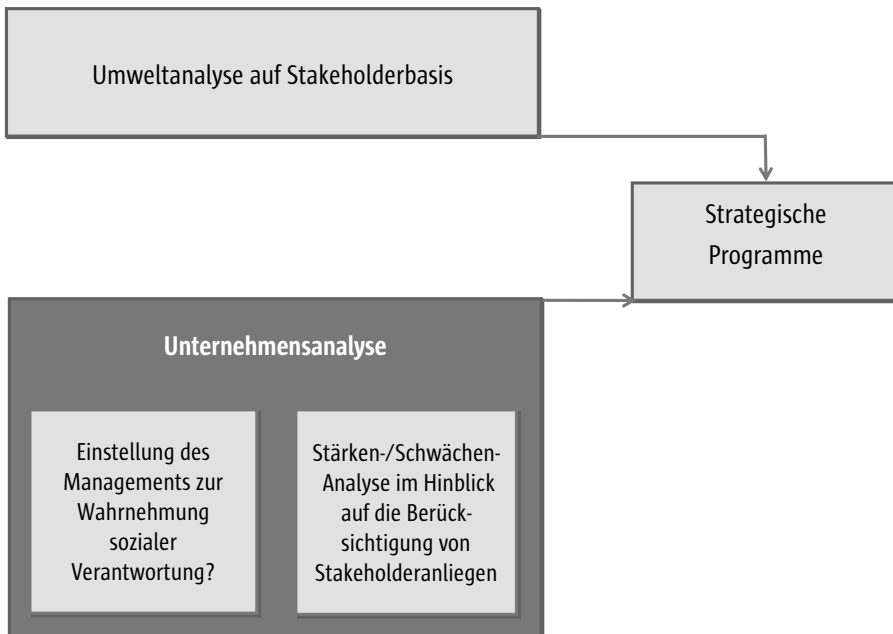 Umweltanalyse auf Stakeholderbasis
Strategische
Programme
Unternehmensanalyse
Einstellung des
Managements zur
Wahrnehmung
sozialer
Verantwortung?
Stärken-/Schwächen-
Analyse im Hinblick
auf die Berück-
sichtigung von
Stakeholderanliegen